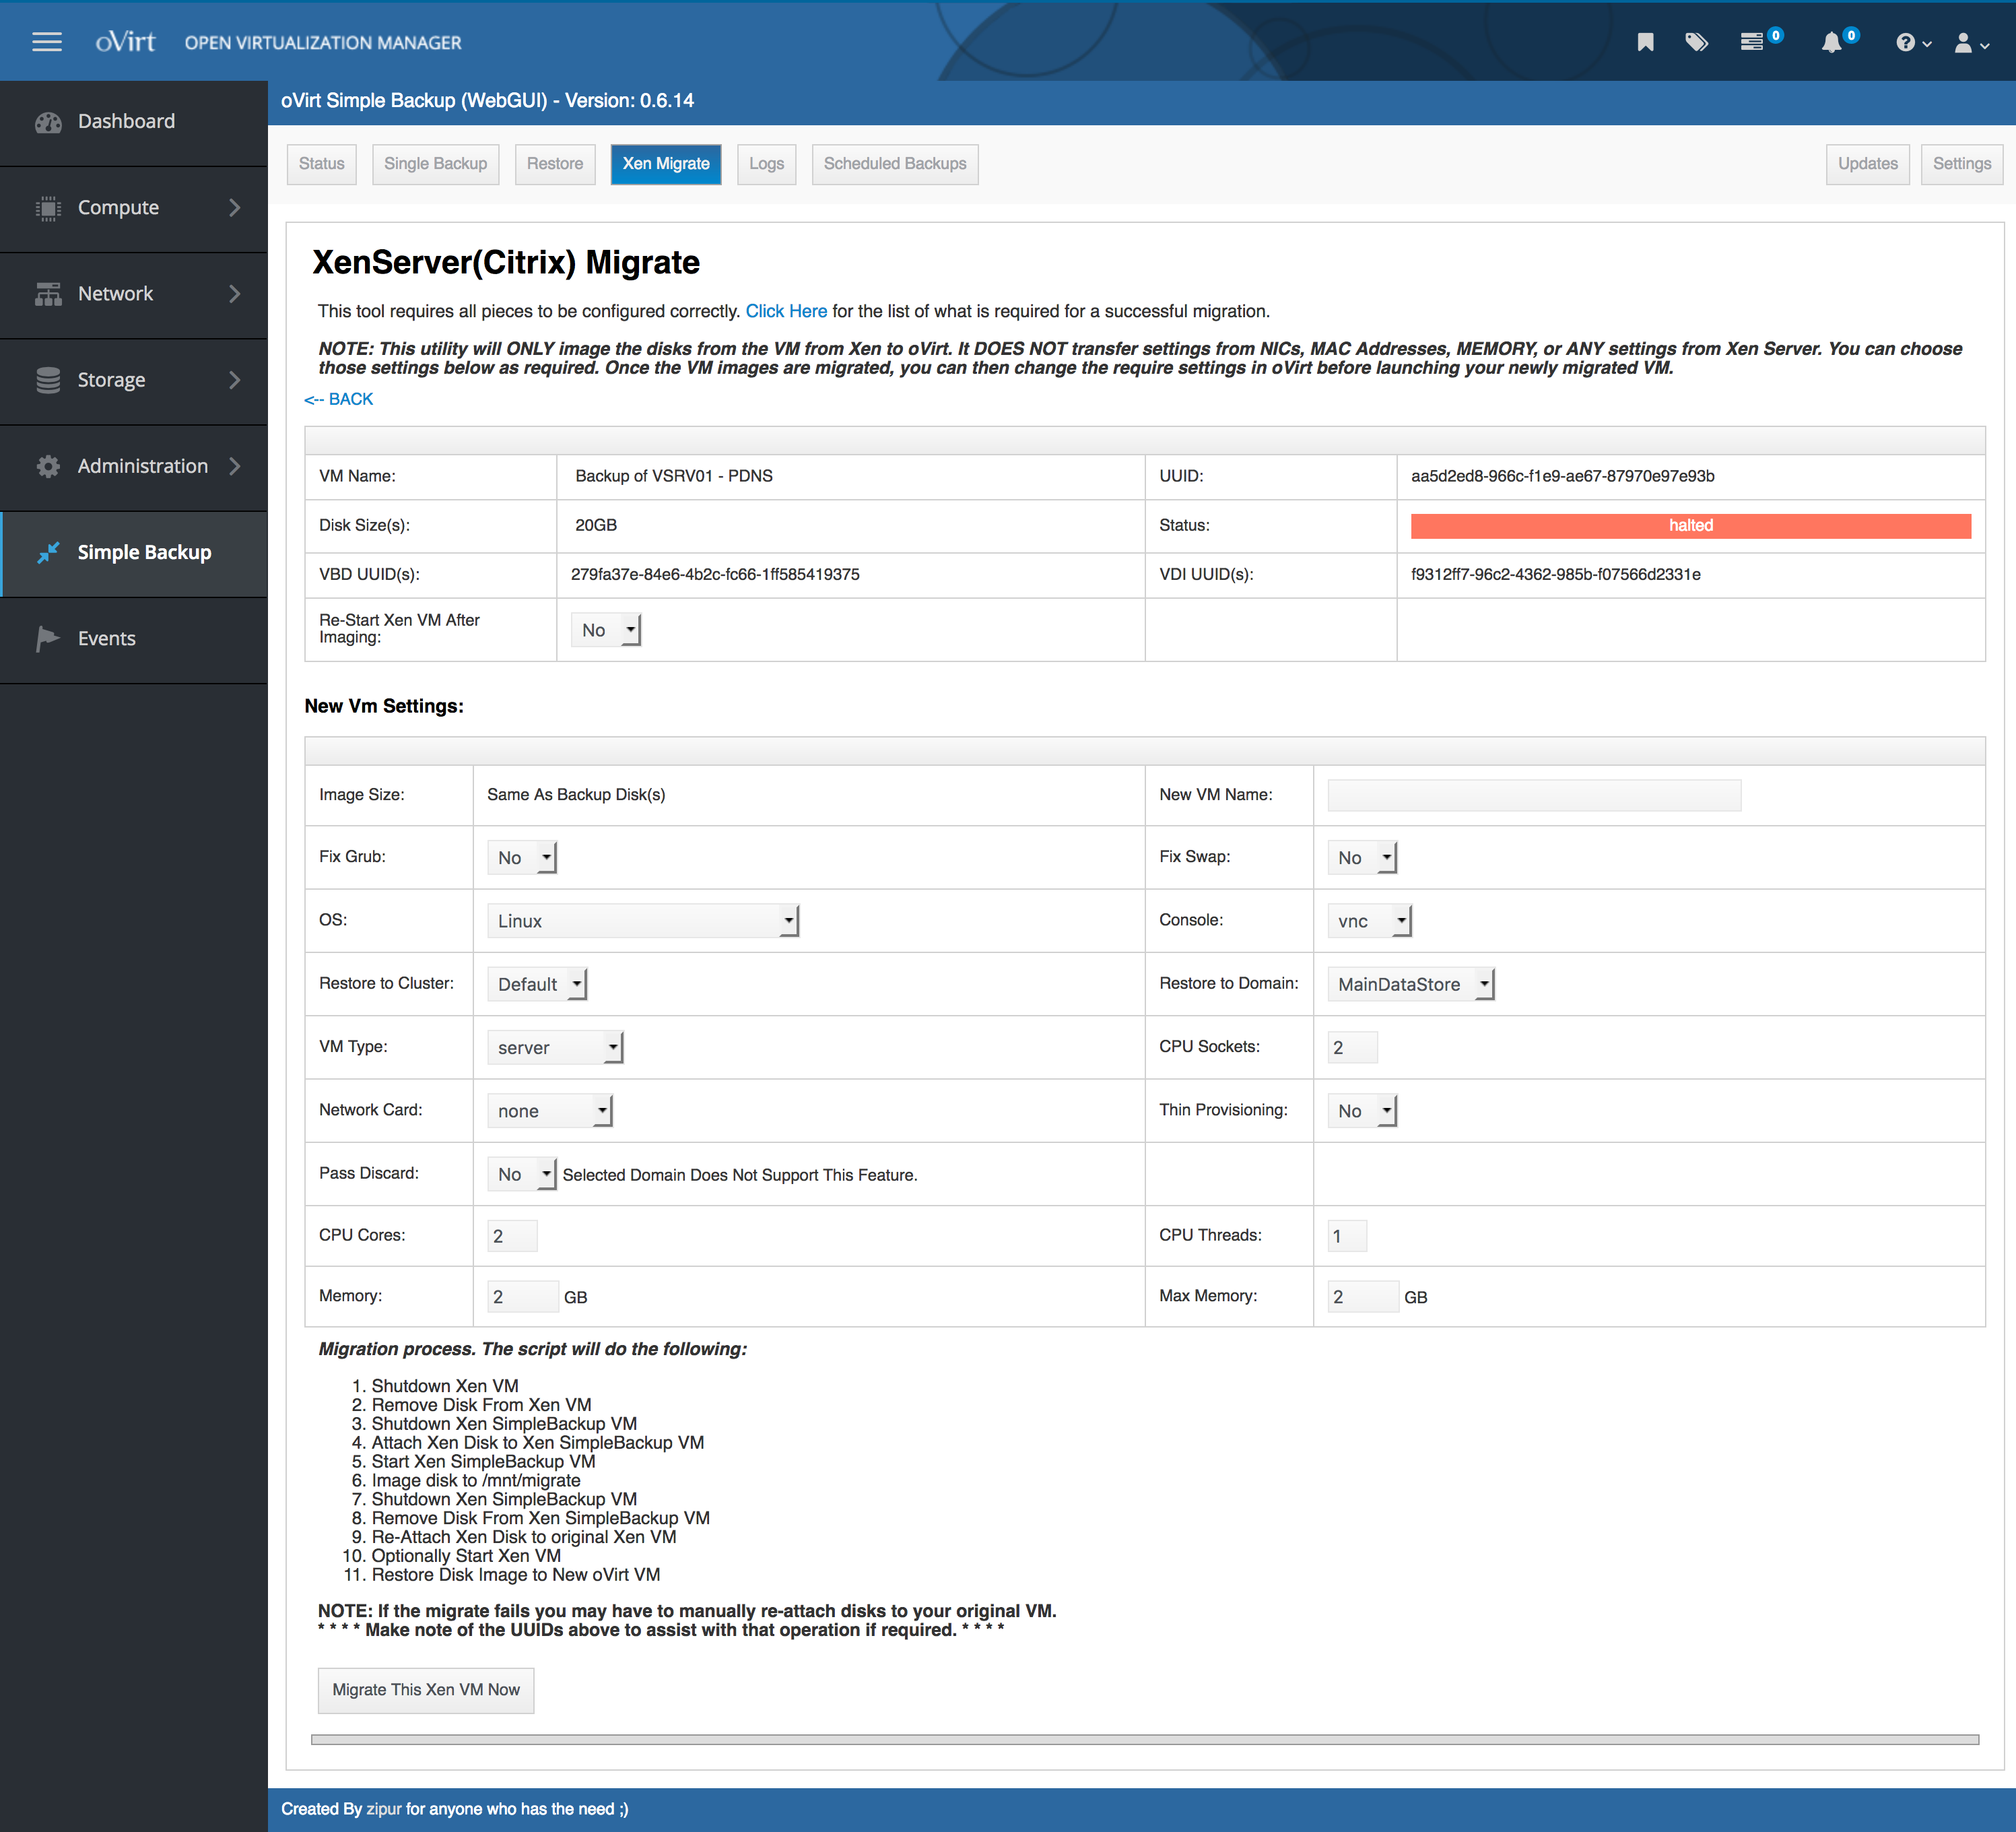 oVirt OPEN VIRTUALIZATION MANAGER
0
0
Dashboard
Compute
Network
Storage
Administration
Simple Backup
Events
oVirt Simple Backup (WebGUI) - Version: 0.6.14
Status Single Backup Restore Xen Migrate Logs Scheduled Backups Updates Settings
XenServer(Citrix) Migrate
This tool requires all pieces to be configured correctly. Click Here for the list of what is required for a successful migration.
NOTE: This utility will ONLY image the disks from the VM from Xen to oVirt. It DOES NOT transfer settings from NICs, MAC Addresses, MEMORY, or ANY settings from Xen Server. You can choose
those settings below as required. Once the VM images are migrated, you can then change the require settings in oVirt before launching your newly migrated VM.
<-- BACK
VM Name: Backup of VSRV01 - PDNS UUID: aa5d2ed8-966c-f1e9-ae67-87970e97e93b
Disk Size(s): 20GB Status: halted
VBD UUID(s): 279fa37e-84e6-4b2c-fc66-1ff585419375 VDI UUID(s): f9312ff7-96c2-4362-985b-f07566d2331e
Re-Start Xen VM After
Imaging: No
New Vm Settings:
Image Size: Same As Backup Disk(s) New VM Name:
Fix Grub: No Fix Swap: No
OS: Linux Console: vnc
Restore to Cluster: Default Restore to Domain: MainDataStore
VM Type: server CPU Sockets: 2
Network Card: none Thin Provisioning: No
Pass Discard: No Selected Domain Does Not Support This Feature.
CPU Cores: 2 CPU Threads: 1
Memory: 2 GB Max Memory: 2 GB
Migration process. The script will do the following:
1. Shutdown Xen VM
2. Remove Disk From Xen VM
3. Shutdown Xen SimpleBackup VM
4. Attach Xen Disk to Xen SimpleBackup VM
5. Start Xen SimpleBackup VM
6. Image disk to /mnt/migrate
7. Shutdown Xen SimpleBackup VM
8. Remove Disk From Xen SimpleBackup VM
9. Re-Attach Xen Disk to original Xen VM
10. Optionally Start Xen VM
11. Restore Disk Image to New oVirt VM
NOTE: If the migrate fails you may have to manually re-attach disks to your original VM.
* * * * Make note of the UUIDs above to assist with that operation if required. * * * *
Migrate This Xen VM Now
Created By zipur for anyone who has the need ;)